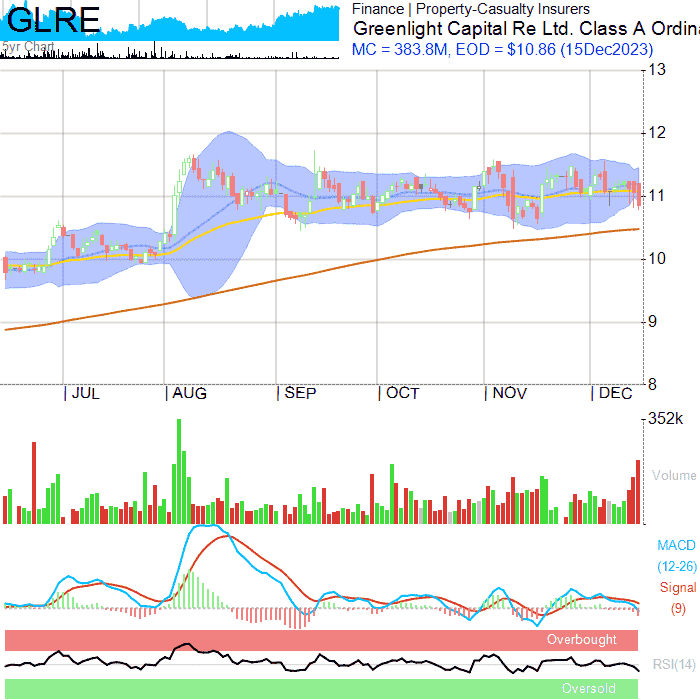 GLRE
5yr Chart
Finance | Property-Casualty Insurers
Greenlight Capital Re Ltd. Class A Ordina
MC = 383.8M, EOD = $10.86 (15Dec2023)
13
12
11
10
9
8
| JUL | AUG | SEP | OCT | NOV | DEC
352k
Volume
MACD
(12-26)
Signal
(9)
Overbought
RSI(14)
Oversold